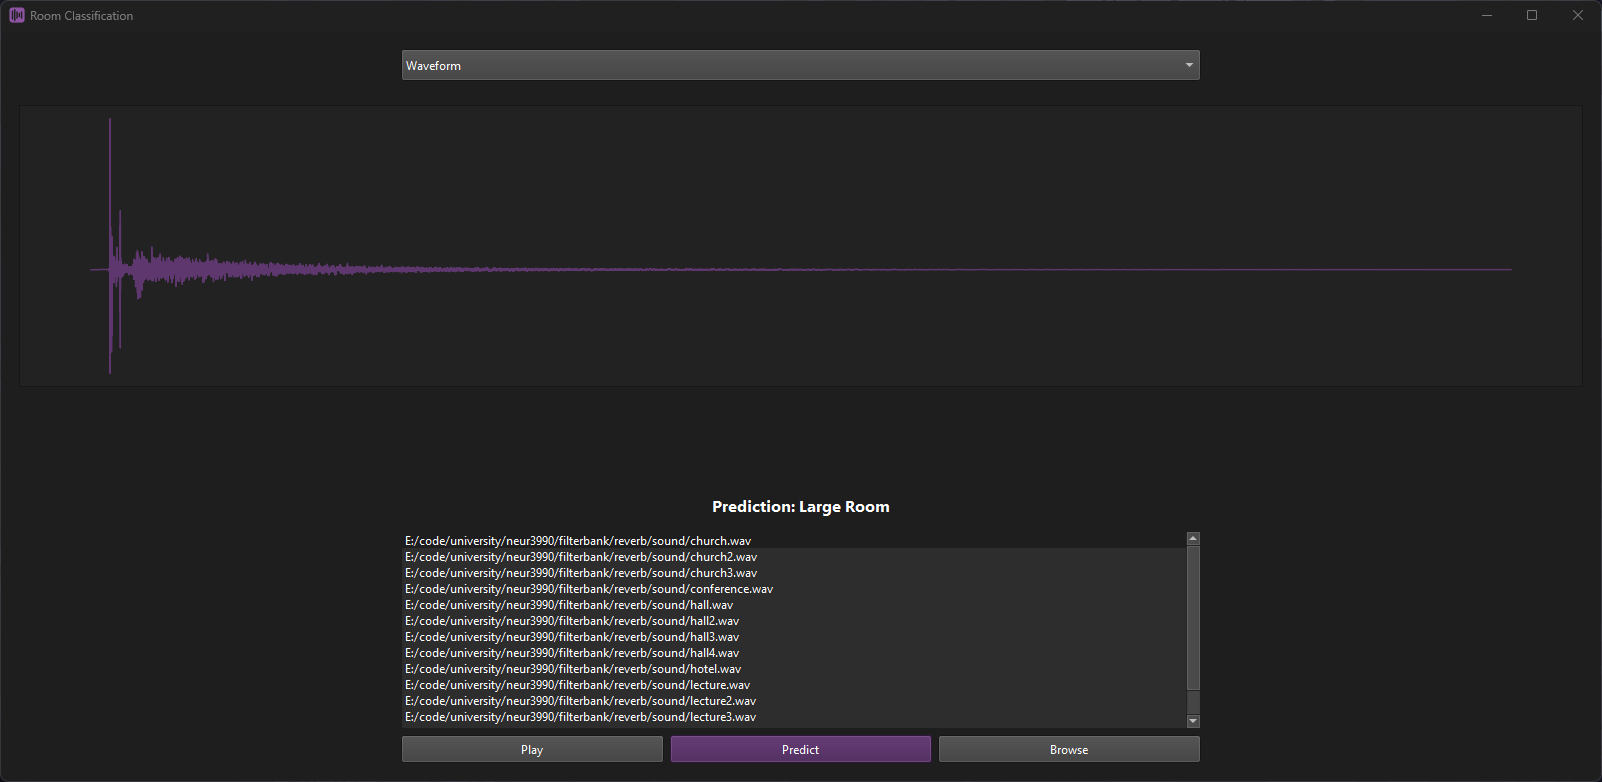 Room Classification
Waveform
Prediction: Large Room
E:/code/university/neur3990/filterbank/reverb/sound/church.wav
E:/code/university/neur3990/filterbank/reverb/sound/church2.wav
E:/code/university/neur3990/filterbank/reverb/sound/church3.wav
E:/code/university/neur3990/filterbank/reverb/sound/conference.wav
E:/code/university/neur3990/filterbank/reverb/sound/hall.wav
E:/code/university/neur3990/filterbank/reverb/sound/hall2.wav
E:/code/university/neur3990/filterbank/reverb/sound/hall3.wav
E:/code/university/neur3990/filterbank/reverb/sound/hall4.wav
E:/code/university/neur3990/filterbank/reverb/sound/hotel.wav
E:/code/university/neur3990/filterbank/reverb/sound/lecture.wav
E:/code/university/neur3990/filterbank/reverb/sound/lecture2.wav
E:/code/university/neur3990/filterbank/reverb/sound/lecture3.wav
Play Predict Browse